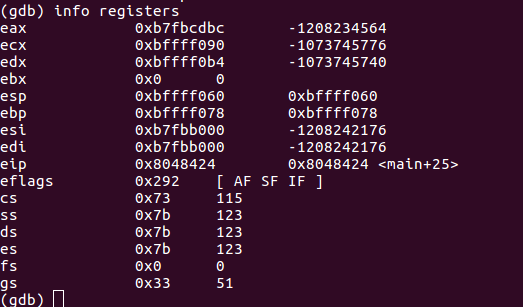 (gdb) info registers
eax 0xb7fbcdbc -1208234564
ecx 0xbffff090 -1073745776
edx 0xbffff0b4 -1073745740
ebx 0x0 0
esp 0xbffff060 0xbffff060
ebp 0xbffff078 0xbffff078
esi 0xb7fbb000 -1208242176
edi 0xb7fbb000 -1208242176
eip 0x8048424 0x8048424 <main+25>
eflags 0x292 [ AF SF IF ]
cs 0x73 115
ss 0x7b 123
ds 0x7b 123
es 0x7b 123
fs 0x0 0
gs 0x33 51
(gdb)